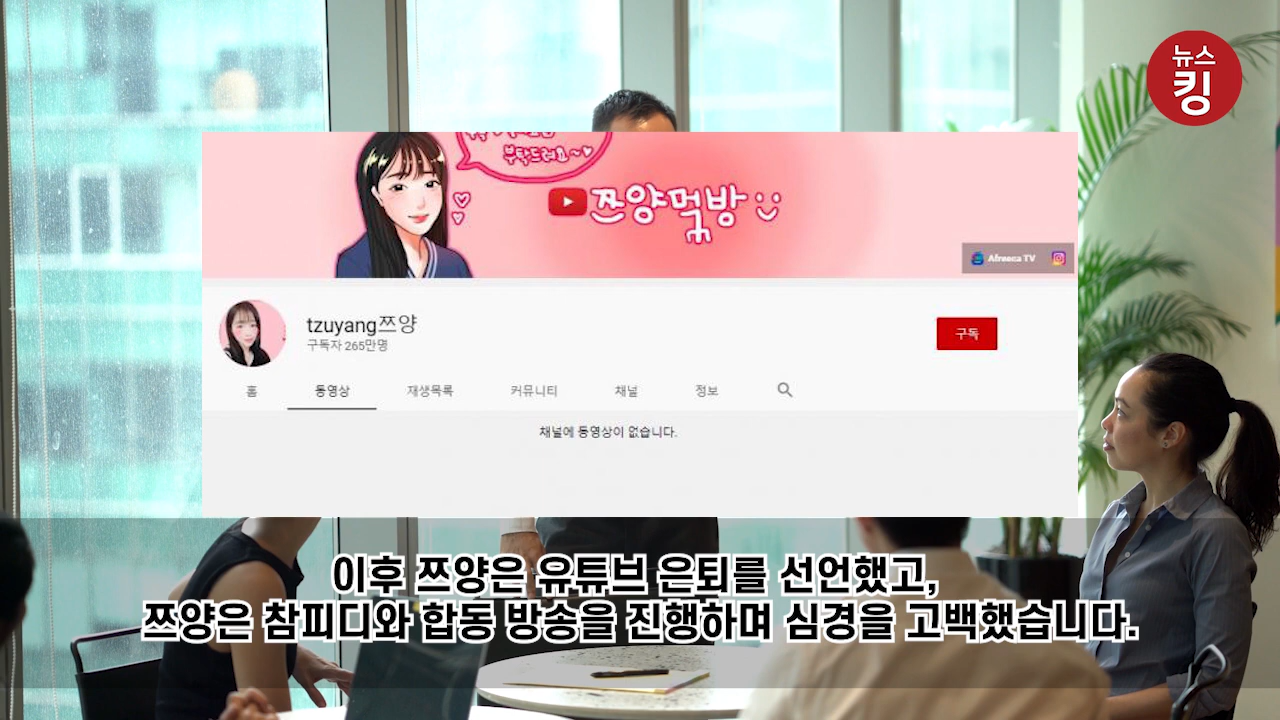 뉴스
킹
부탁드려요~♥
쯔양먹방
Afreeca TV
tzuyang쯔양
구독자 265만명
구독
홈
동영상
재생목록
커뮤니티
채널
정보
채널에 동영상이 없습니다.
이후 쯔양은 유튜브 은퇴를 선언했고,
쯔양은 참피디와 합동 방송을 진행하며 심경을 고백했습니다.